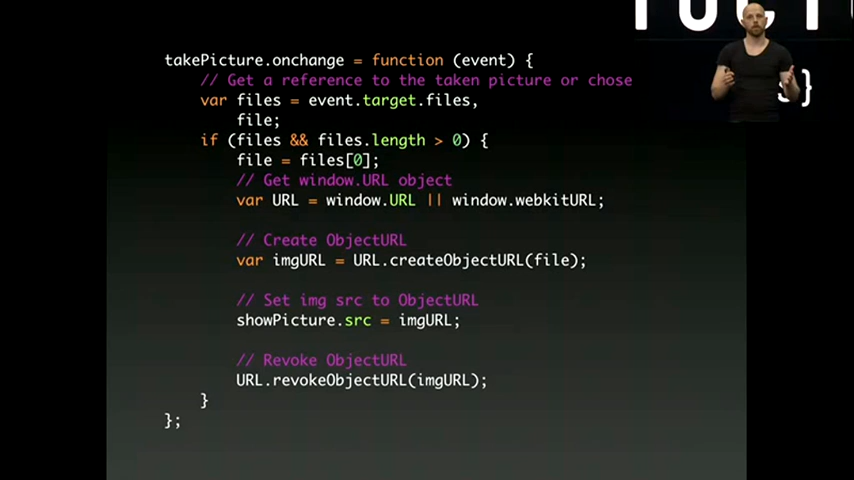 takePicture.onchange = function (event) {
// Get a reference to the taken picture or chose
var files = event.target.files,
file;
if (files && files.length > 0) {
file = files[0];
// Get window.URL object
var URL = window.URL || window.webkitURL;
// Create ObjectURL
var imgURL = URL.createObjectURL(file);
// Set img src to ObjectURL
showPicture.src = imgURL;
// Revoke ObjectURL
URL.revokeObjectURL(imgURL);
}
};